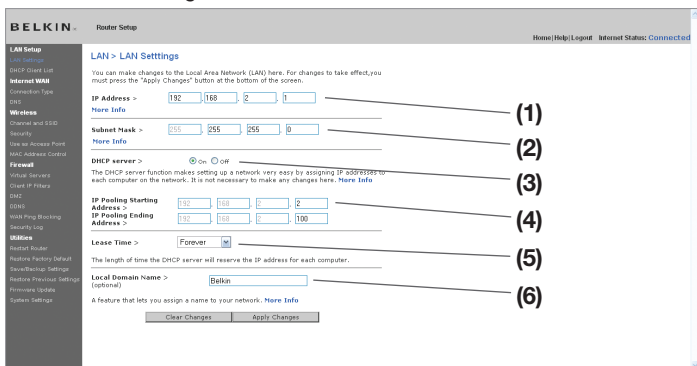 BELKIN
Router Setup
Home|Help|Logout Internet Status: Connected
LAN Setup
LAN Settings
DHCP Client List
Internet WAN
Connection Type
DNS
Wireless
Channel and SSID
Security
Use as Access Point
MAC Address Control
Firewall
Virtual Servers
Client IP Filters
DMZ
DDNS
WAN Ping Blocking
Security Log
Utilities
Restart Router
Restore Factory Default
Save/Backup Settings
Restore Previous Settings
Firmware Update
System Settings
LAN > LAN Setttings
You can make changes to the Local Area Network (LAN) here. For changes to take effect,you
must press the "Apply Changes" button at the bottom of the screen.
IP Address > 192 . 168 . 2 . 1
More Info
(1)
Subnet Mask > 255 . 255 . 255 . 0
More Info
(2)
DHCP server > On Off
(3)
The DHCP server function makes setting up a network very easy by assigning IP addresses to
each computer on the network. It is not necessary to make any changes here. More Info
IP Pooling Starting
Address > 192 . 168 . 2 . 2
IP Pooling Ending
Address > 192 . 168 . 2 . 100
(4)
Lease Time > Forever
(5)
The length of time the DHCP server will reserve the IP address for each computer.
Local Domain Name > Belkin
(optional)
(6)
A feature that lets you assign a name to your network. More Info
Clear Changes Apply Changes